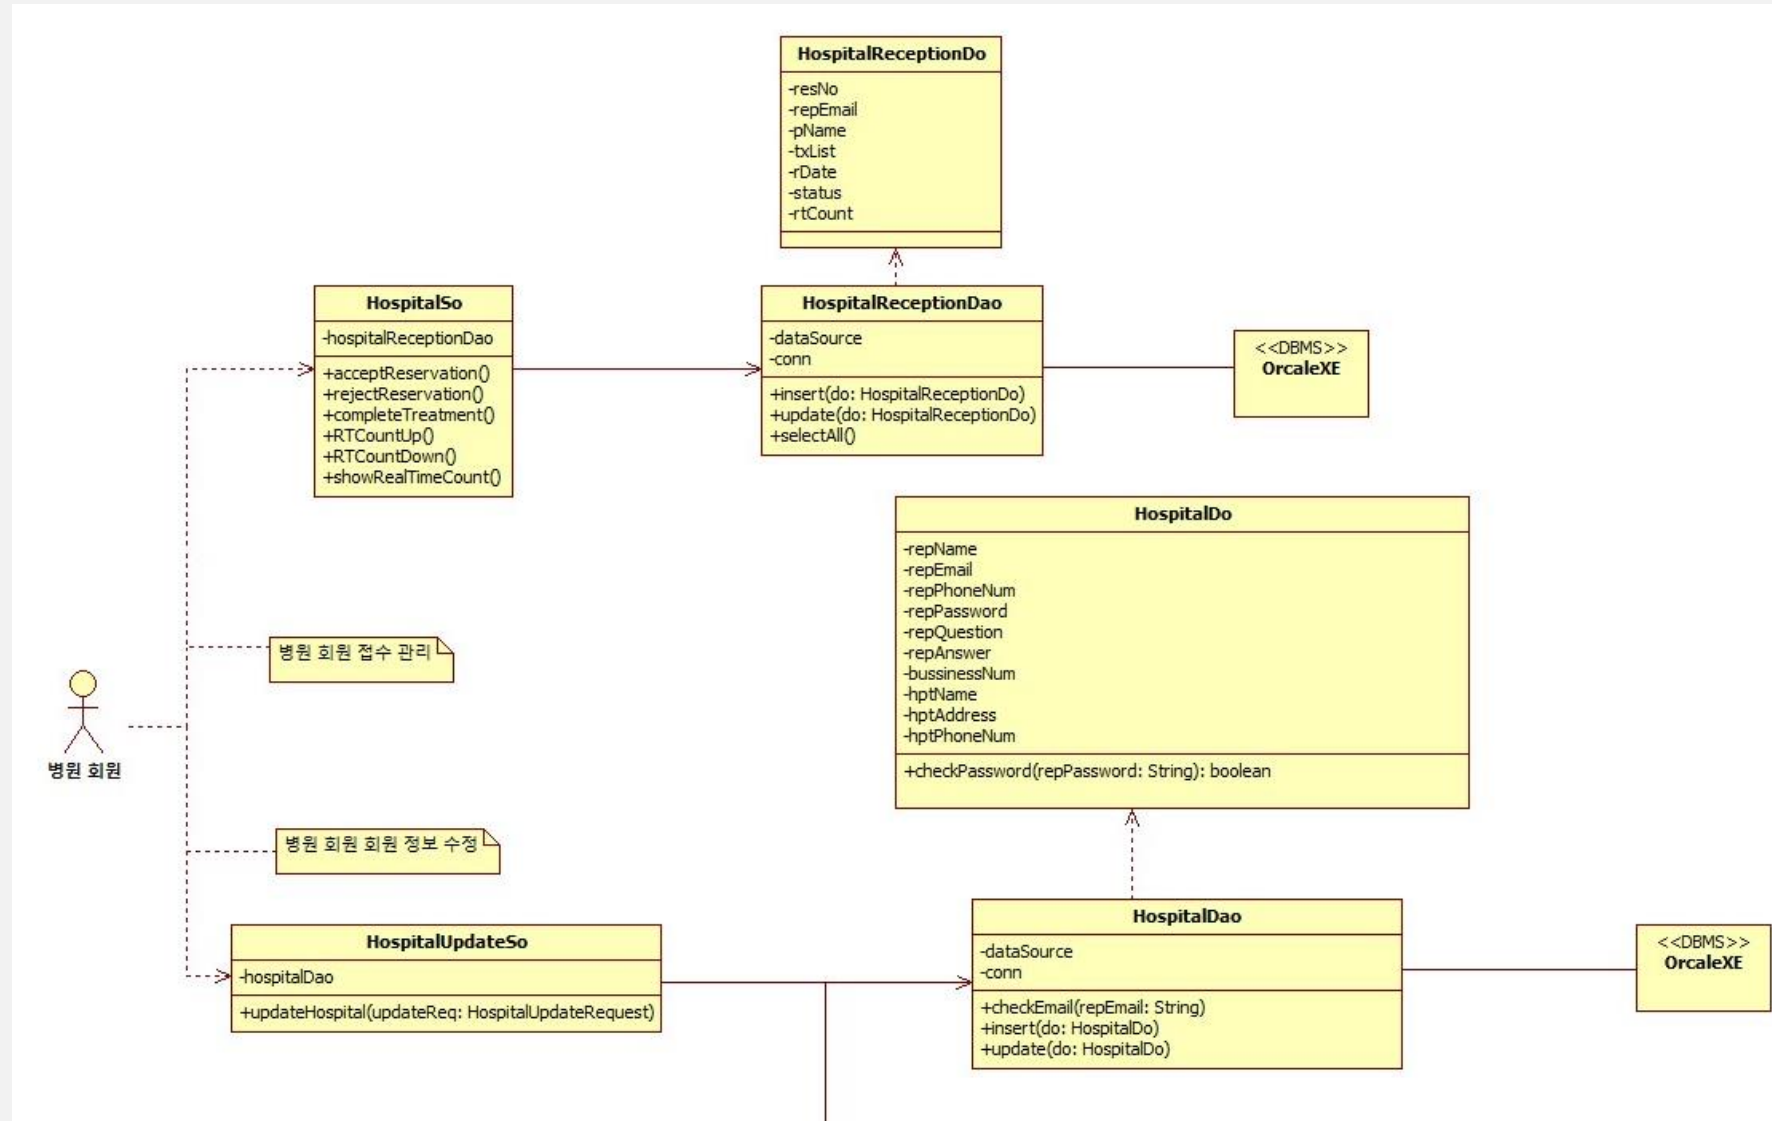 HospitalReceptionDo
-resNo
-repEmail
-pName
-txList
-rDate
-status
-rtCount
HospitalSo
-hospitalReceptionDao
+acceptReservation()
+rejectReservation()
+completeTreatment()
+RTCountUp()
+RTCountDown()
+showRealTimeCount()
HospitalReceptionDao
-dataSource
-conn
+insert(do: HospitalReceptionDo)
+update(do: HospitalReceptionDo)
+selectAll()
<<DBMS>>
OrcaleXE
HospitalDo
-repName
-repEmail
-repPhoneNum
-repPassword
-repQuestion
-repAnswer
-bussinessNum
-hptName
-hptAddress
-hptPhoneNum
+checkPassword(repPassword: String): boolean
병원 회원 접수 관리
병원 회원
병원 회원 회원 정보 수정
HospitalUpdateSo
-hospitalDao
+updateHospital(updateReq: HospitalUpdateRequest)
HospitalDao
-dataSource
-conn
+checkEmail(repEmail: String)
+insert(do: HospitalDo)
+update(do: HospitalDo)
<<DBMS>>
OrcaleXE